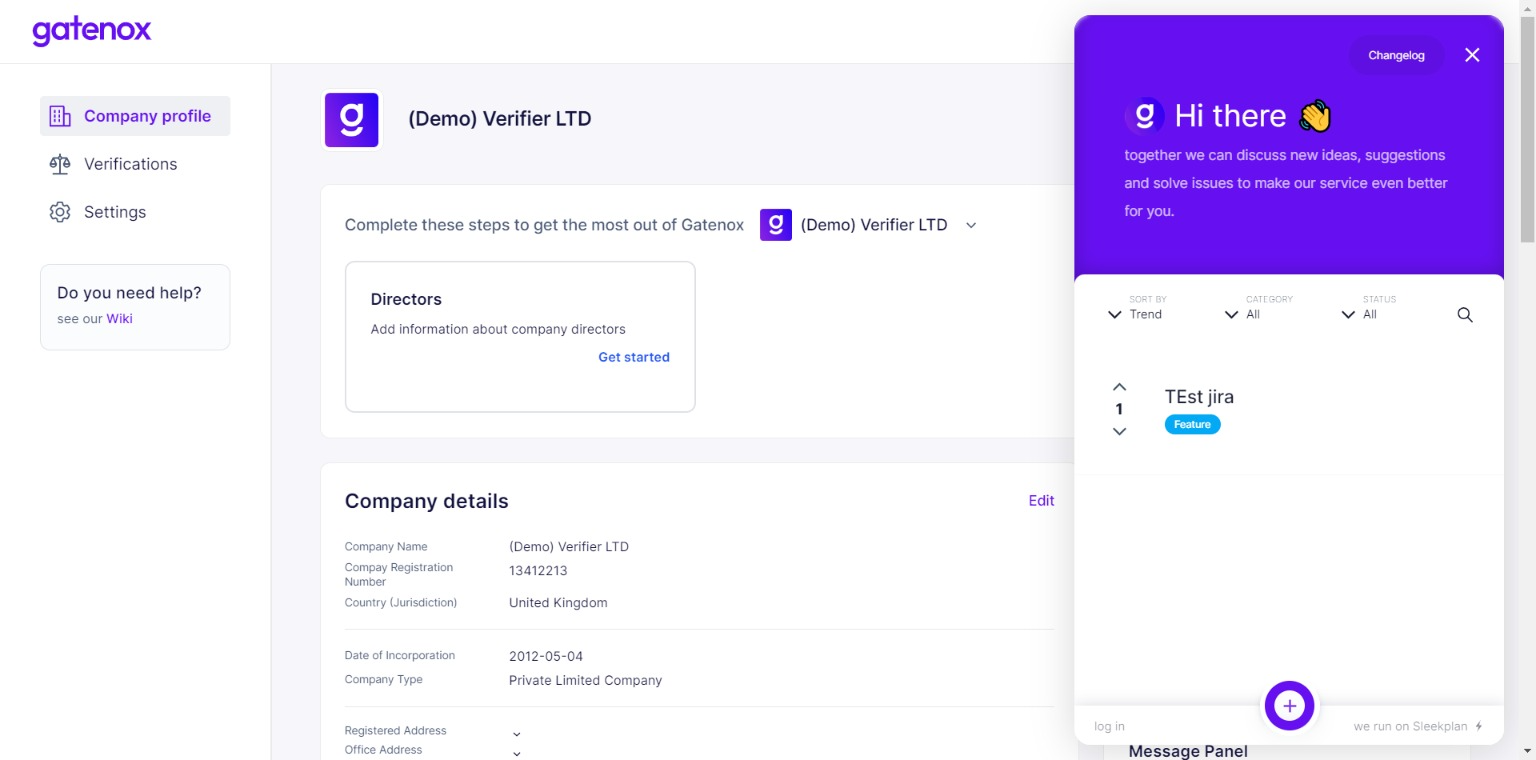 gatenox
Company profile
Verifications
Settings
Do you need help?
see our Wiki
g
(Demo) Verifier LTD
Complete these steps to get the most out of Gatenox
g
(Demo) Verifier LTD
Directors
Add information about company directors
Get started
Company details
Edit
Company Name
(Demo) Verifier LTD
Compay Registration
Number
13412213
Country (Jurisdiction)
United Kingdom
Date of Incorporation
2012-05-04
Company Type
Private Limited Company
Registered Address
Office Address
Changelog
g
Hi there 👋
together we can discuss new ideas, suggestions
and solve issues to make our service even better
for you.
SORT BY
Trend
CATEGORY
All
STATUS
All
1
TEst jira
Feature
log in
we run on Sleekplan
Message Panel